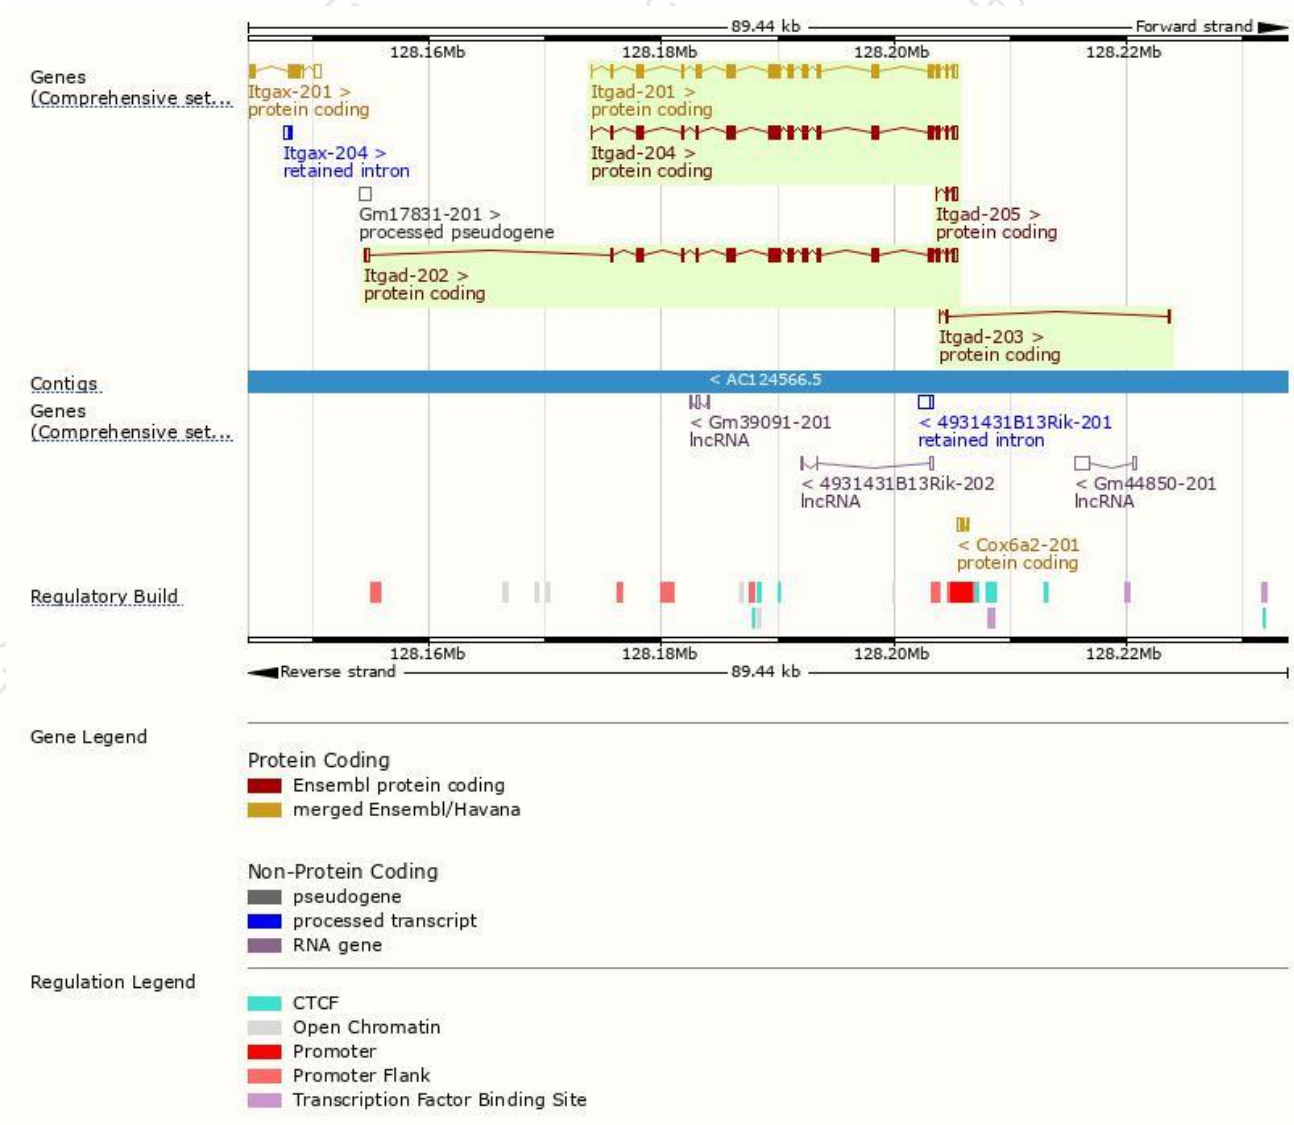 89.44 kb Forward strand
128.16Mb 128.18Mb 128.20Mb 128.22Mb
Genes
(Comprehensive set...
Itgax-201 >
protein coding
Itgad-201 >
protein coding
Itgax-204 >
retained intron
Itgad-204 >
protein coding
Gm17831-201 >
processed pseudogene
Itgad-205 >
protein coding
Itgad-202 >
protein coding
Itgad-203 >
protein coding
Contigs
< AC124566.5
Genes
(Comprehensive set...
< Gm39091-201
lncRNA
< 4931431B13Rik-201
retained intron
< 4931431B13Rik-202
lncRNA
< Gm44850-201
lncRNA
< Cox6a2-201
protein coding
Regulatory Build
128.16Mb 128.18Mb 128.20Mb 128.22Mb
Reverse strand 89.44 kb
Gene Legend
Protein Coding
Ensembl protein coding
merged Ensembl/Havana
Non-Protein Coding
pseudogene
processed transcript
RNA gene
Regulation Legend
CTCF
Open Chromatin
Promoter
Promoter Flank
Transcription Factor Binding Site